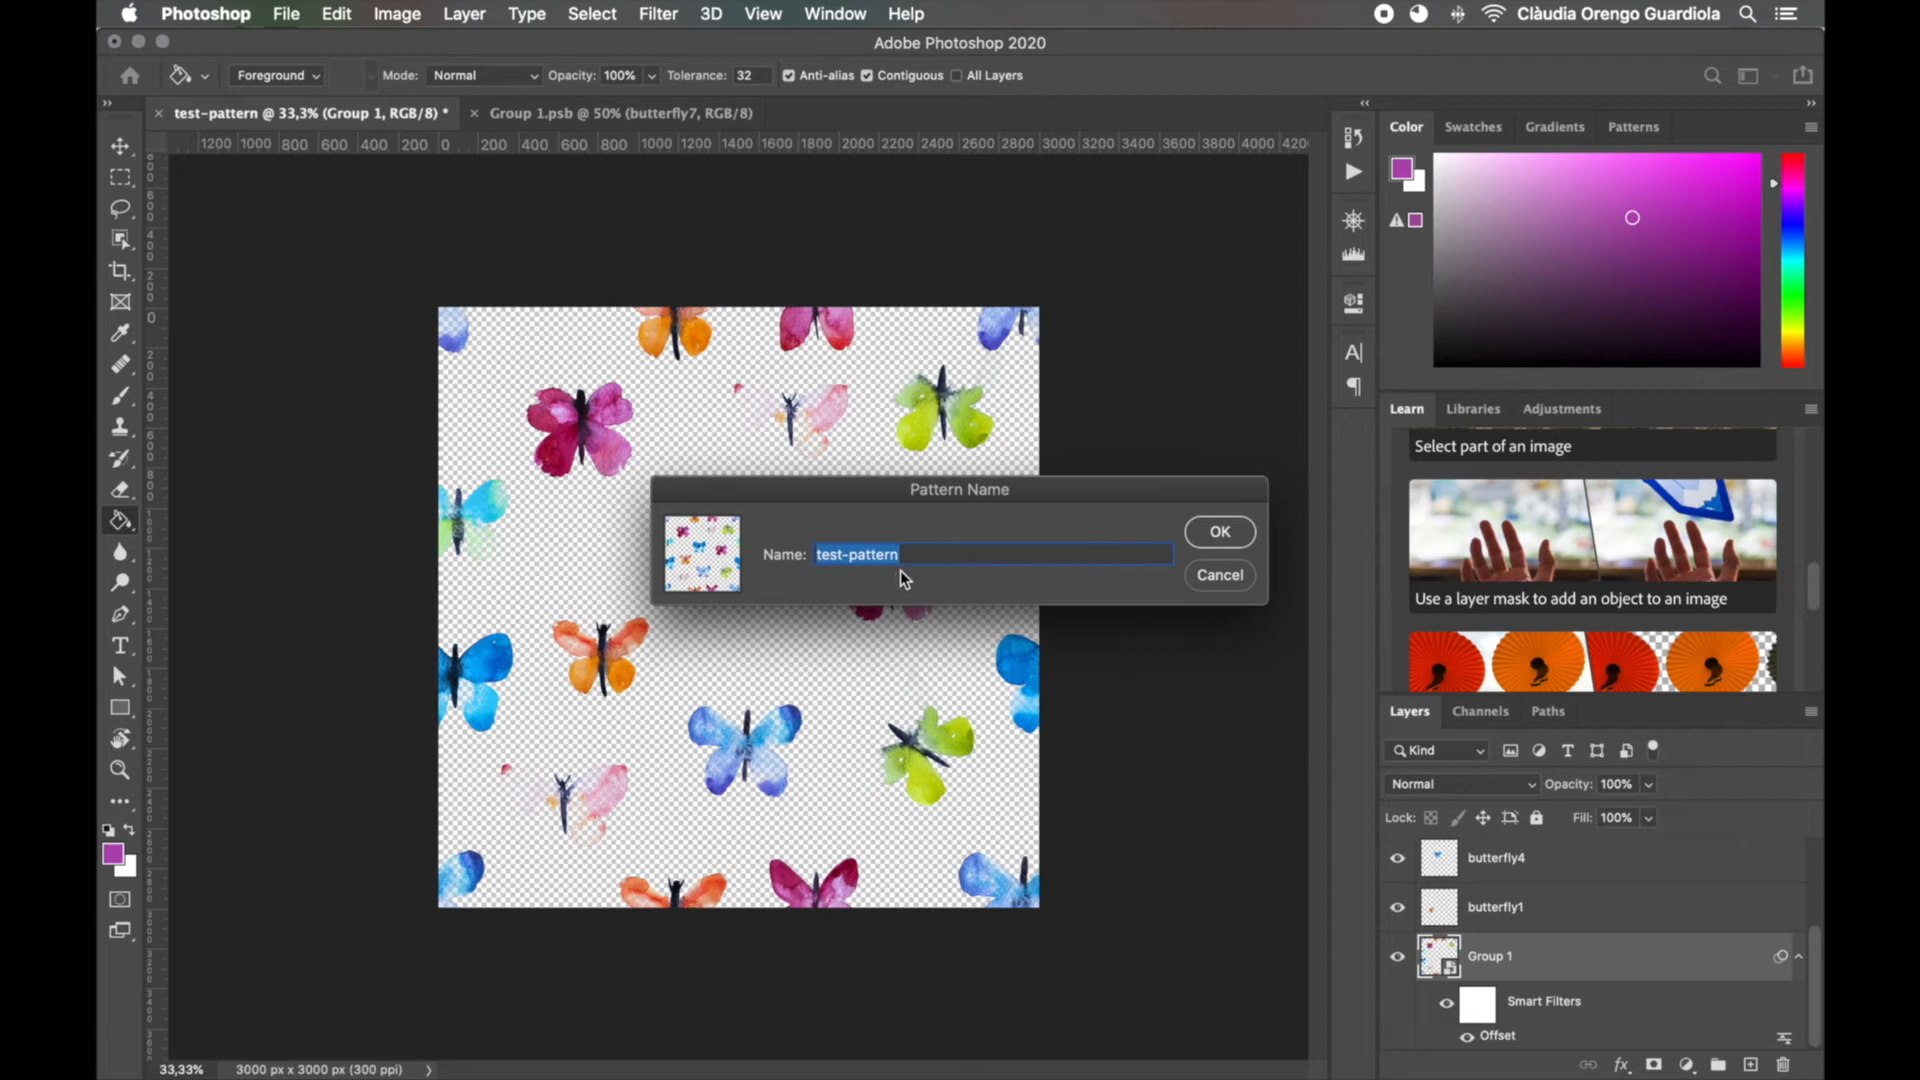 Photoshop File Edit Image Layer Type Select Filter 3D View Window Help
Clàudia Orengo Guardiola
Adobe Photoshop 2020
Foreground Mode: Normal Opacity: 100% Tolerance: 32 Anti-alias Contiguous All Layers
test-pattern @ 33,3% (Group 1, RGB/8) * Group 1.psb @ 50% (butterfly7, RGB/8)
1200 1000 800 600 400 200 0 200 400 600 800 1000 1200 1400 1600 1800 2000 2200 2400 2600 2800 3000 3200 3400 3600 3800 4000 420
Color Swatches Gradients Patterns
Learn Libraries Adjustments
Select part of an image
Pattern Name
Name: test-pattern
OK
Cancel
Use a layer mask to add an object to an image
Layers Channels Paths
Kind
Normal Opacity: 100%
Lock: Fill: 100%
butterfly4
butterfly1
Group 1
Smart Filters
Offset
33,33% 3000 px x 3000 px (300 ppi)